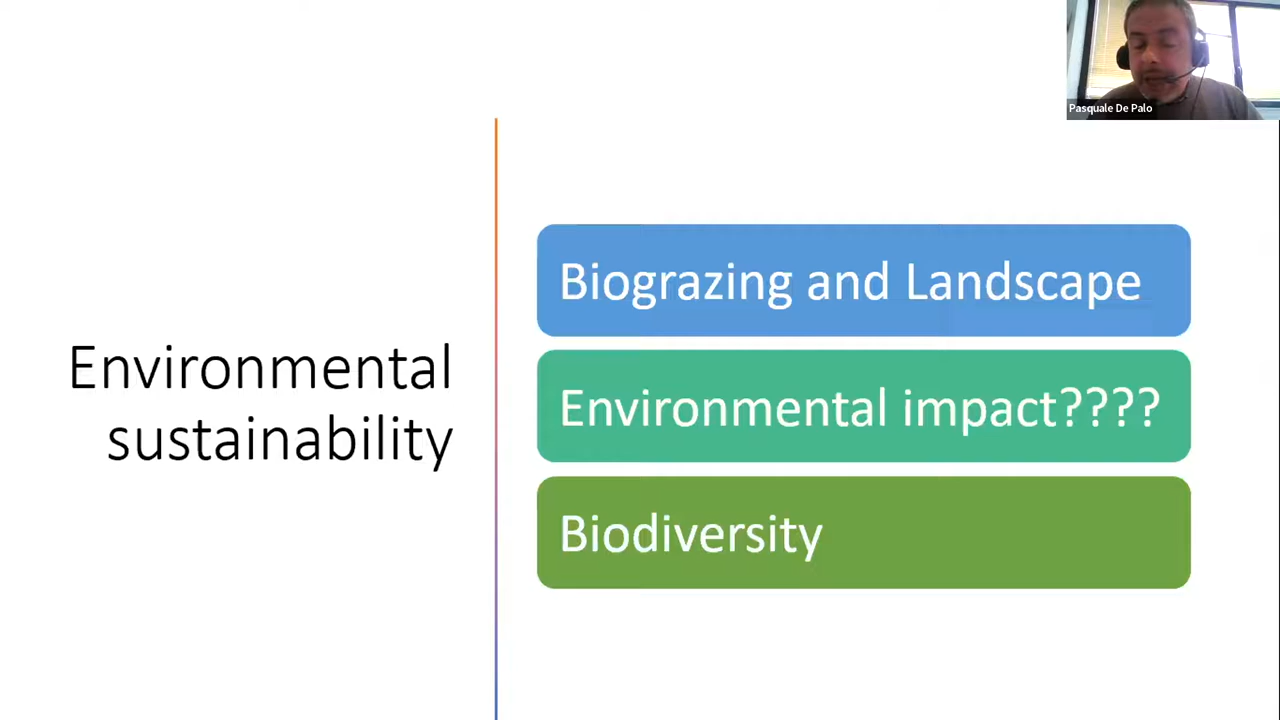 Pasquale De Palo
Environmental
sustainability
Biograzing and Landscape
Environmental impact????
Biodiversity